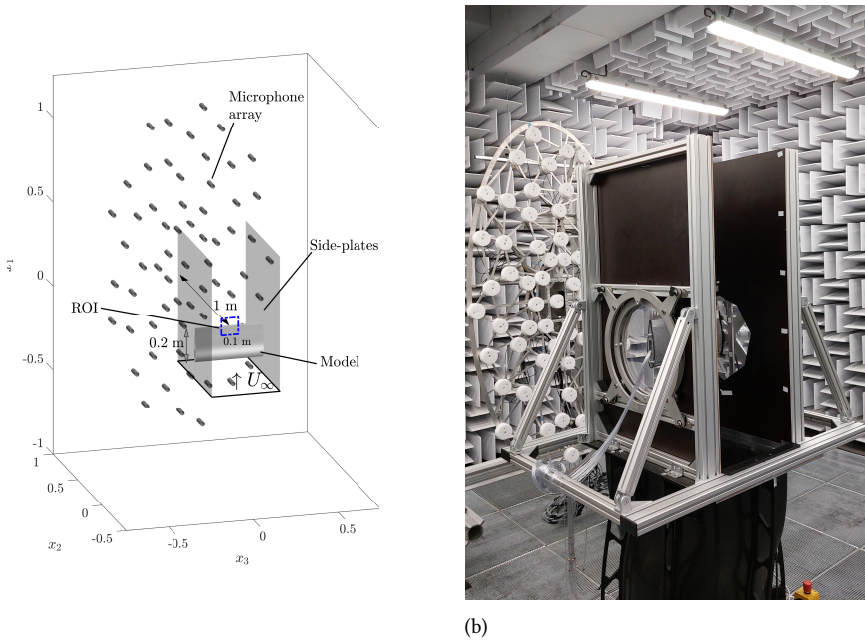 1
Microphone
array
0.5
Side-plates
0
1 m
ROI
0.2 m
0.1 m
-0.5
Model
↑ U∞
-1
1
0.5
0
-0.5
x2
-0.5
0
0.5
x3
(b)